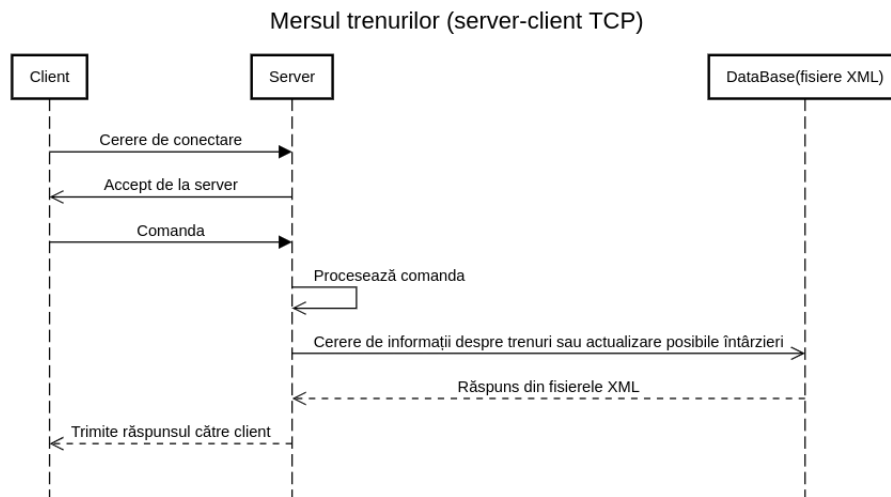 Mersul trenurilor (server-client TCP)
Client
Server
DataBase(fisiere XML)
Cerere de conectare
Accept de la server
Comanda
Procesează comanda
Cerere de informații despre trenuri sau actualizare posibile întârzieri
Răspuns din fisierele XML
Trimite răspunsul către client